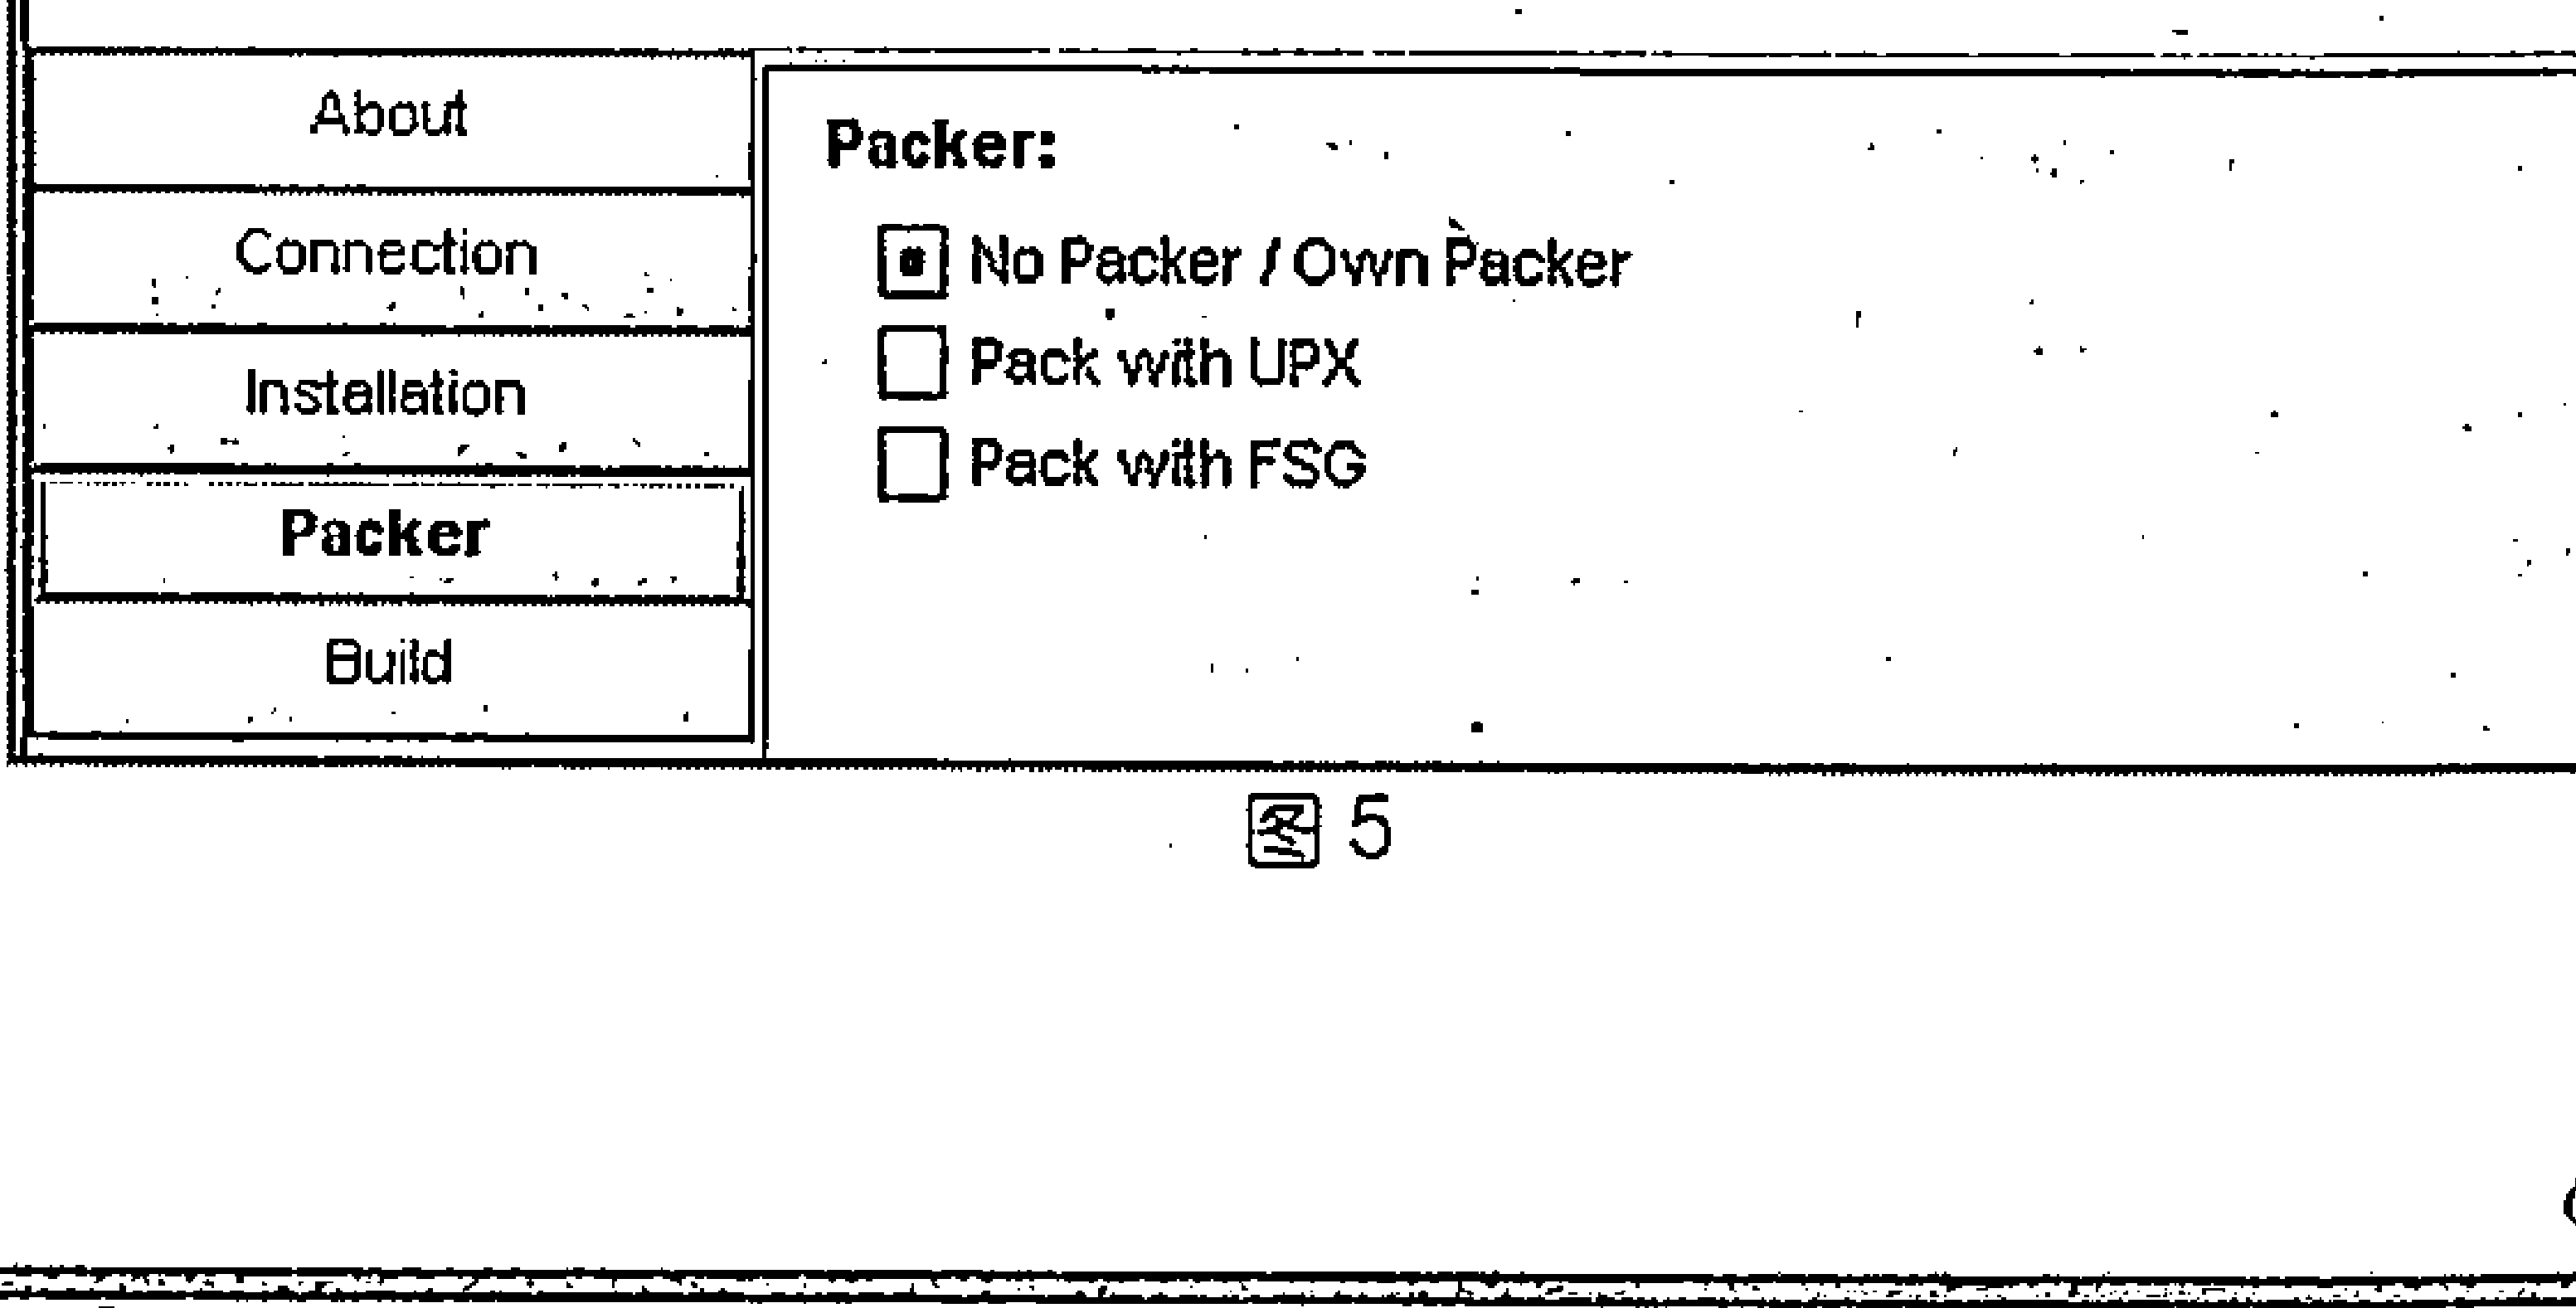 About
Connection
Installation
Packer
Build
Packer:
No Packer / Own Packer
Pack with UPX
Pack with FSG
图 5